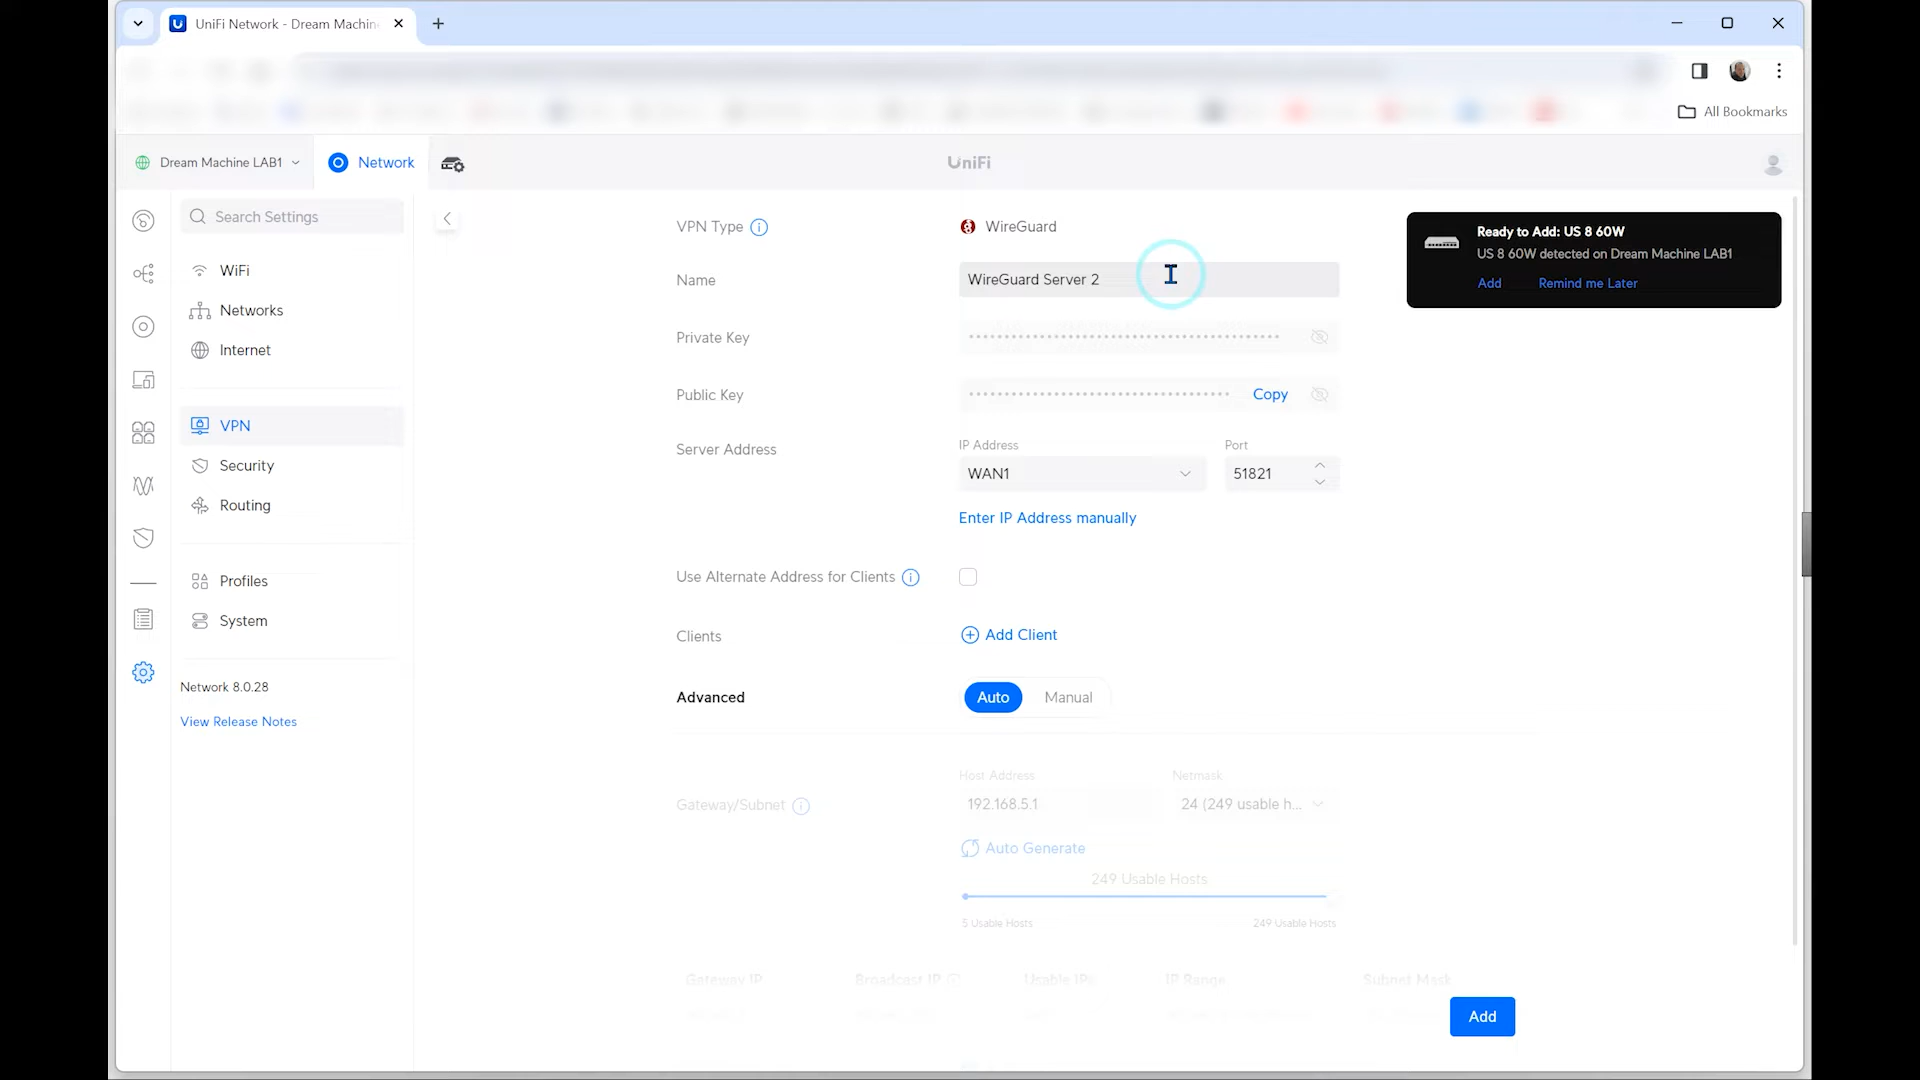 UniFi Network - Dream Machin
All Bookmarks
Dream Machine LAB1
Network
UniFi
Search Settings
WiFi
Networks
Internet
VPN
Security
Routing
Profiles
System
Network 8.0.28
View Release Notes
VPN Type
WireGuard
Name
WireGuard Server 2
Private Key
Public Key
Copy
Server Address
IP Address
Port
WAN1
51821
Enter IP Address manually
Use Alternate Address for Clients
Clients
Add Client
Advanced
Auto
Manual
Gateway/Subnet
Host Address
Netmask
192.168.5.1
24 (249 usable h...
Auto Generate
249 Usable Hosts
5 Usable Hosts
249 Usable Hosts
Gateway IP
Broadcast IP
Usable IPs
IP Range
Subnet Mask
Add
Ready to Add: US 8 60W
US 8 60W detected on Dream Machine LAB1
Add
Remind me Later